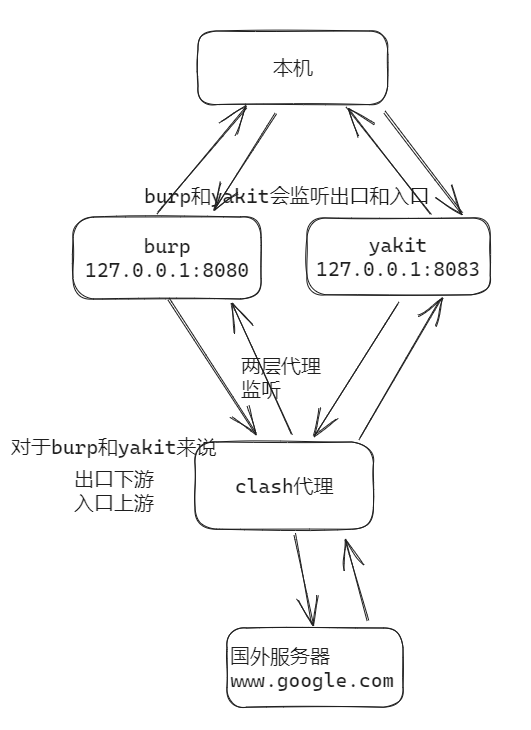 本机
burp和yakit会监听出口和入口
burp
127.0.0.1:8080
yakit
127.0.0.1:8083
两层代理
监听
对于burp和yakit来说
出口下游
入口上游
clash代理
国外服务器
www.google.com